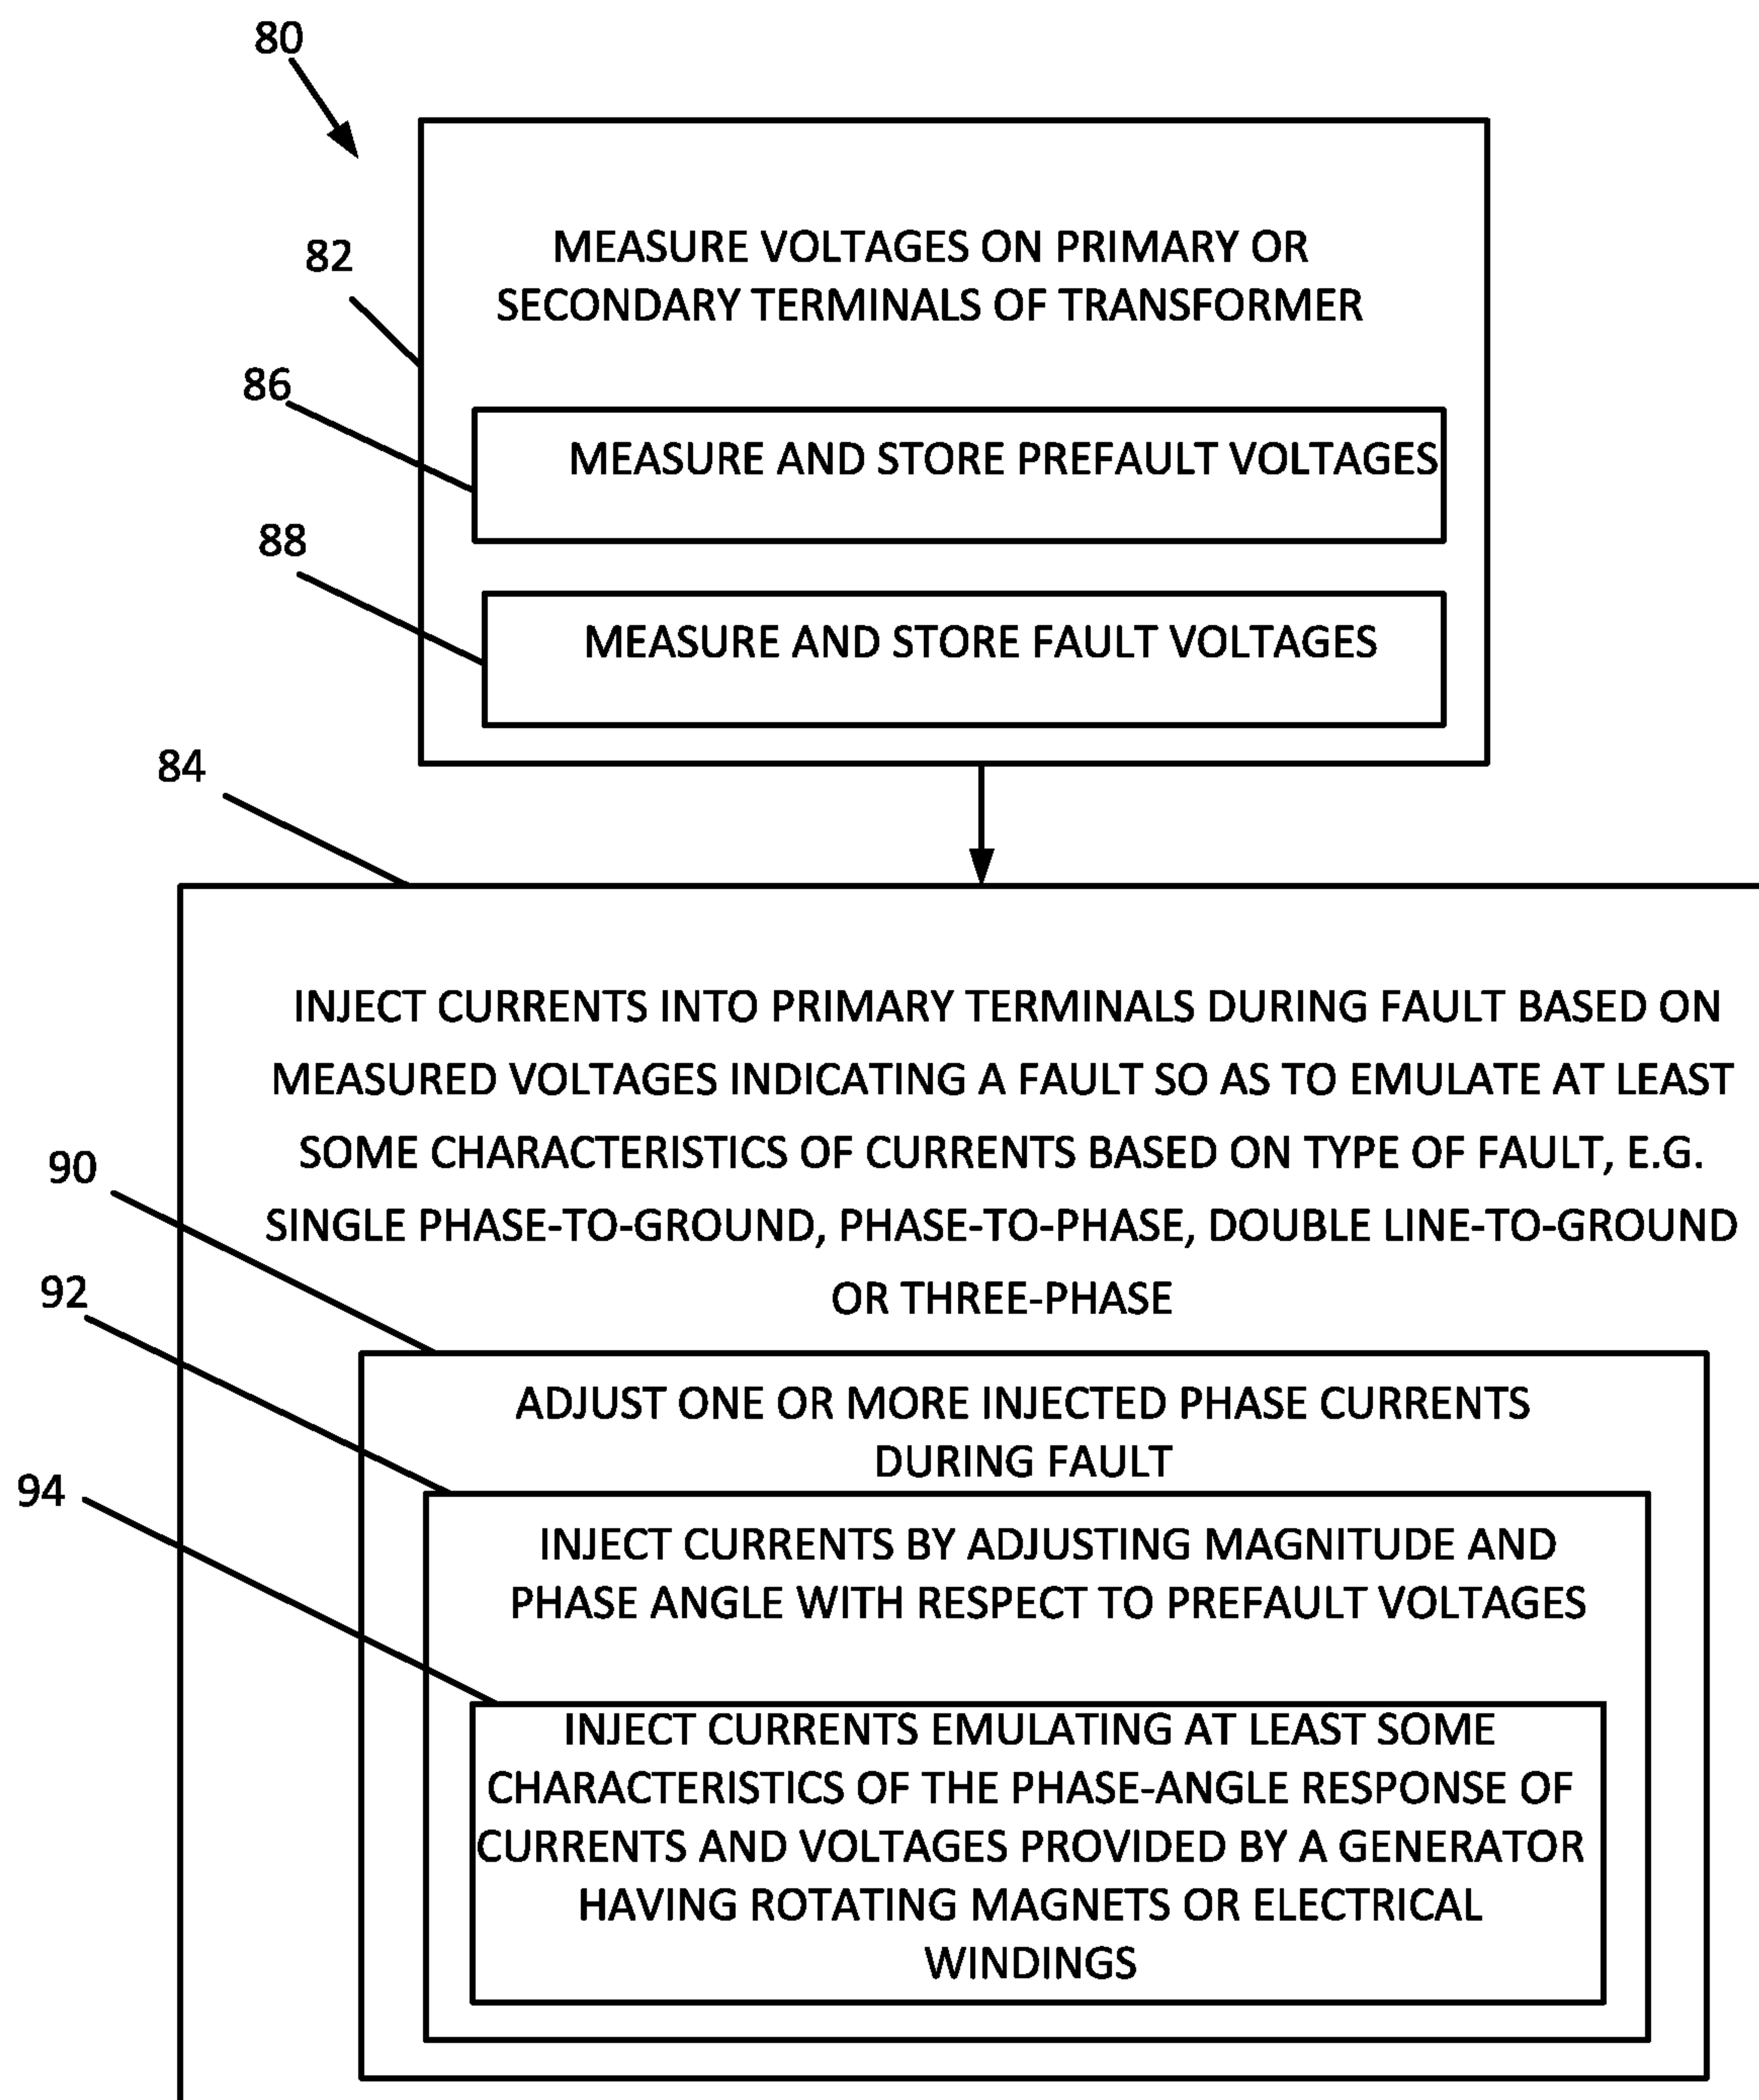 80
82
MEASURE VOLTAGES ON PRIMARY OR
SECONDARY TERMINALS OF TRANSFORMER
86
MEASURE AND STORE PREFAULT VOLTAGES
88
MEASURE AND STORE FAULT VOLTAGES
84
INJECT CURRENTS INTO PRIMARY TERMINALS DURING FAULT BASED ON
MEASURED VOLTAGES INDICATING A FAULT SO AS TO EMULATE AT LEAST
SOME CHARACTERISTICS OF CURRENTS BASED ON TYPE OF FAULT, E.G.
SINGLE PHASE-TO-GROUND, PHASE-TO-PHASE, DOUBLE LINE-TO-GROUND
OR THREE-PHASE
90
ADJUST ONE OR MORE INJECTED PHASE CURRENTS
DURING FAULT
92
INJECT CURRENTS BY ADJUSTING MAGNITUDE AND
PHASE ANGLE WITH RESPECT TO PREFAULT VOLTAGES
94
INJECT CURRENTS EMULATING AT LEAST SOME
CHARACTERISTICS OF THE PHASE-ANGLE RESPONSE OF
CURRENTS AND VOLTAGES PROVIDED BY A GENERATOR
HAVING ROTATING MAGNETS OR ELECTRICAL
WINDINGS